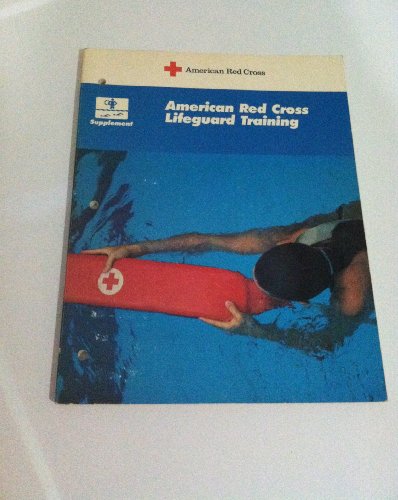 American Red Cross
Supplement
American Red Cross
Lifeguard Training